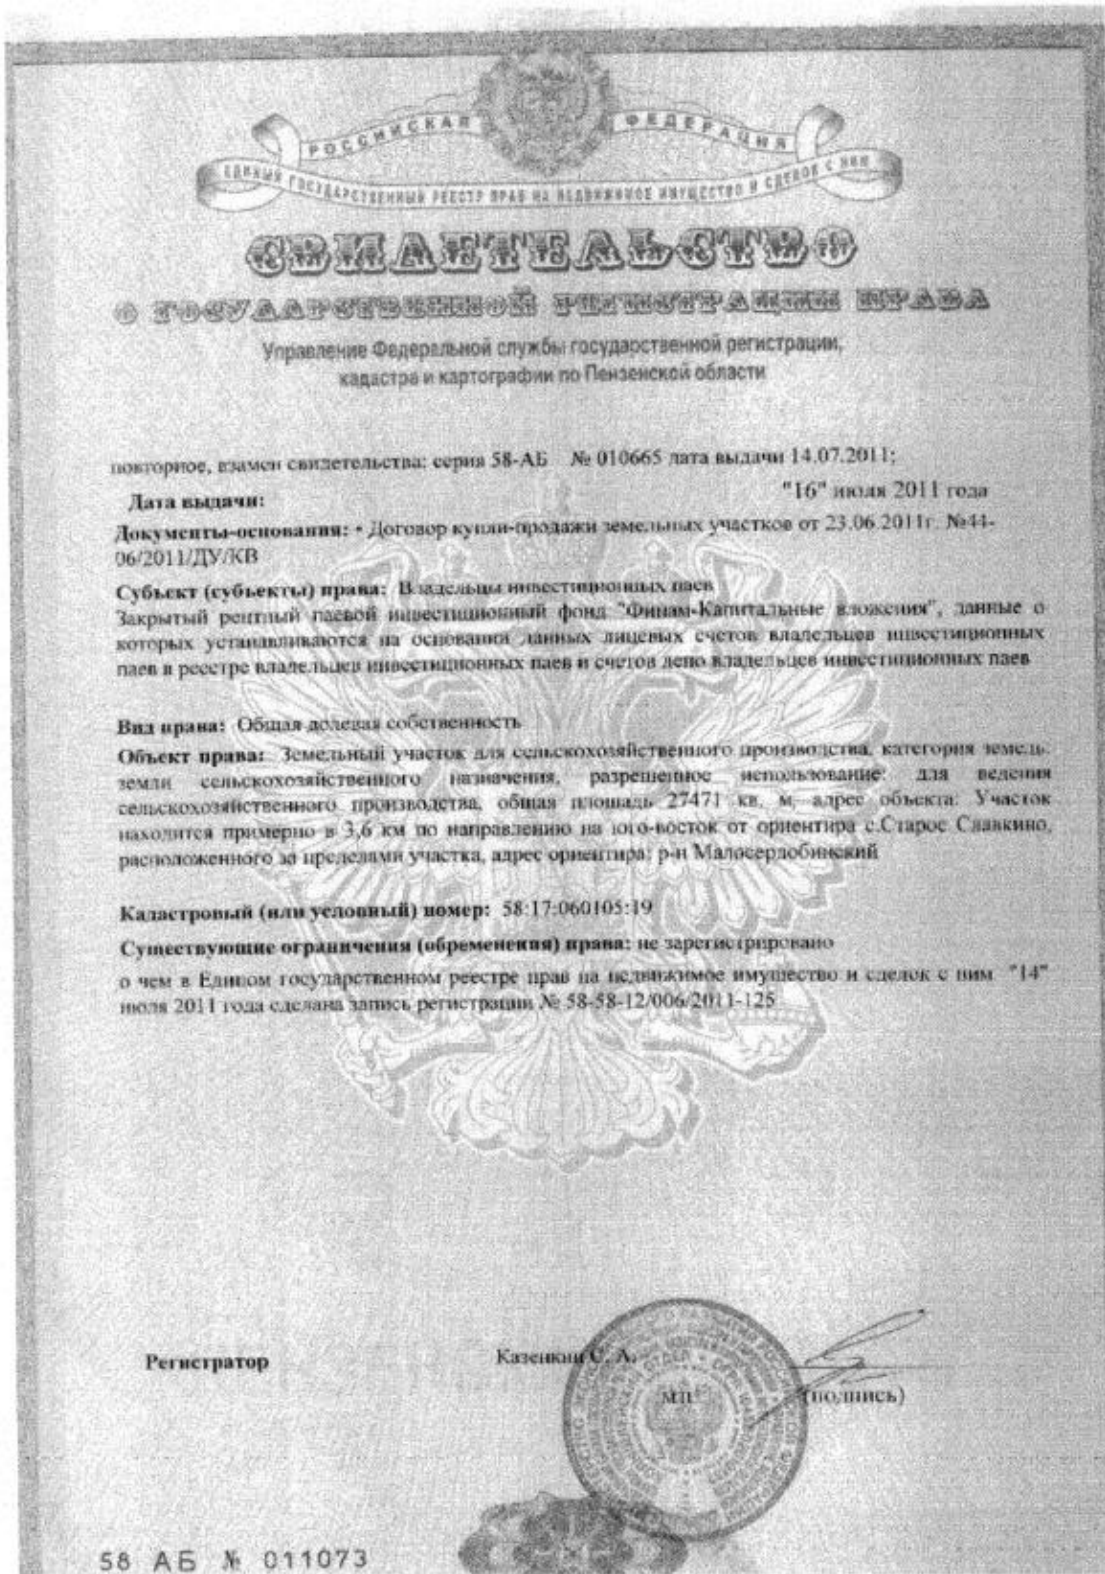 РОССИЙСКАЯ ФЕДЕРАЦИЯ
ЕДИНЫЙ ГОСУДАРСТВЕННЫЙ РЕЕСТР ПРАВ НА НЕДВИЖИМОЕ ИМУЩЕСТВО И СДЕЛОК С НИМ
СВИДЕТЕЛЬСТВО
О ГОСУДАРСТВЕННОЙ РЕГИСТРАЦИИ ПРАВА
Управление Федеральной службы государственной регистрации,
кадастра и картографии по Пензенской области
повторное, взамен свидетельства: серия 58-АБ № 010665 дата выдачи 14.07.2011;
Дата выдачи: "16" июля 2011 года
Документы-основания: • Договор купли-продажи земельных участков от 23.06.2011г. №44-
06/2011/ДУ/КВ
Субъект (субъекты) права: Владельцы инвестиционных паев
Закрытый рентный паевой инвестиционный фонд "Финам-Капитальные вложения", данные о
которых устанавливаются на основании данных лицевых счетов владельцев инвестиционных
паев в реестре владельцев инвестиционных паев и счетов депо владельцев инвестиционных паев
Вид права: Общая долевая собственность
Объект права: Земельный участок для сельскохозяйственного производства, категория земель:
земли сельскохозяйственного назначения, разрешенное использование: для ведения
сельскохозяйственного производства, общая площадь 27471 кв. м, адрес объекта: Участок
находится примерно в 3,6 км по направлению на юго-восток от ориентира с.Старое Славкино,
расположенного за пределами участка, адрес ориентира: р-н Малосердобинский
Кадастровый (или условный) номер: 58:17:060105:19
Существующие ограничения (обременения) права: не зарегистрировано
о чем в Едином государственном реестре прав на недвижимое имущество и сделок с ним "14"
июля 2011 года сделана запись регистрации № 58-58-12/006/2011-125
Регистратор Казенкин С. А.
М.П. (подпись)
58 АБ № 011073